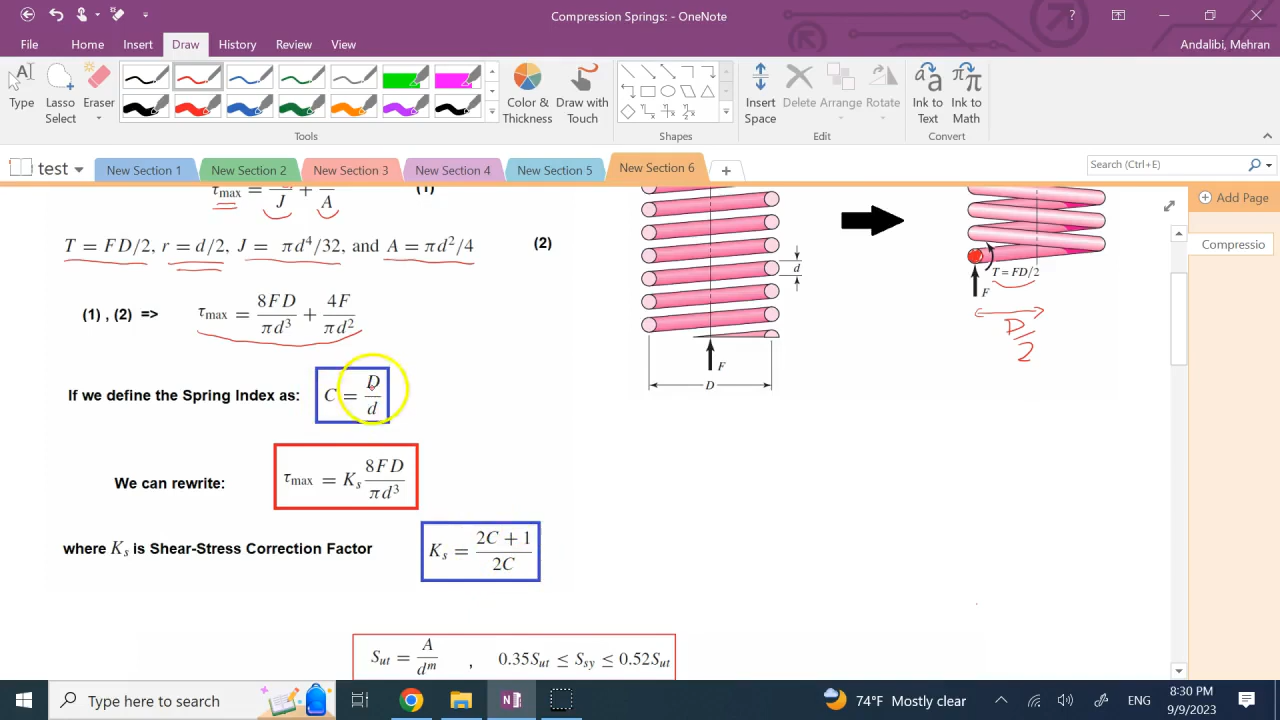 Compression Springs: - OneNote
File Home Insert Draw History Review View
Andalibi, Mehran
Type
Lasso Select
Eraser
Color & Thickness
Draw with Touch
Insert Space
Delete
Arrange
Rotate
Ink to Text
Ink to Math
Tools
Shapes
Edit
Convert
test
New Section 1
New Section 2
New Section 3
New Section 4
New Section 5
New Section 6
Search (Ctrl+E)
Add Page
Compressio
τmax = — J + — A (1)
T = FD/2, r = d/2, J = πd⁴/32, and A = πd²/4 (2)
(1) , (2) => τmax = 8FD/πd³ + 4F/πd²
If we define the Spring Index as: C = D/d
We can rewrite: τmax = Ks 8FD/πd³
where Ks is Shear-Stress Correction Factor Ks = 2C + 1/2C
Sut = A/d^m , 0.35Sut ≤ Ssy ≤ 0.52Sut
d
F
D
T = FD/2
F
D/2
Type here to search
74°F Mostly clear
ENG
8:30 PM
9/9/2023